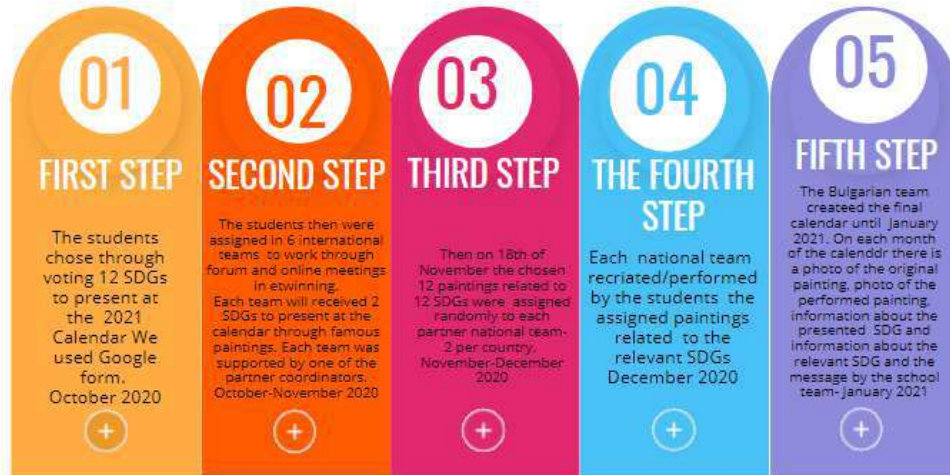 01
FIRST STEP
The students
chose through
voting 12 SDGs
to present at
the 2021
Calendar We
used Google
form.
October 2020
02
SECOND STEP
The students then were
assigned in 6 international
teams to work through
forum and online meetings
in etwinning.
Each team will received 2
SDGs to present at the
calendar through famous
paintings. Each team was
supported by one of the
partner coordinators.
October-November 2020
03
THIRD STEP
Then on 18th of
November the chosen
12 paintings related to
12 SDGs were assigned
randomly to each
partner national team-
2 per country.
November-December
2020
04
THE FOURTH
STEP
Each national team
recriated/performed
by the students the
assigned paintings
related to the
relevant SDGs
December 2020
05
FIFTH STEP
The Bulgarian team
createed the final
calendar until January
2021. On each month
of the calenddr there is
a photo of the original
painting, photo of the
performed painting,
information about the
presented SDG and
information about the
relevant SDG and the
message by the school
team- January 2021